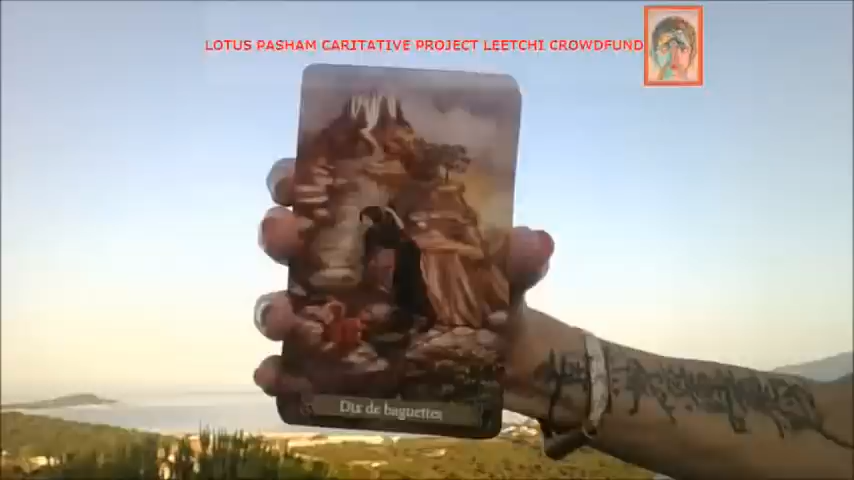 LOTUS PASHAM CARITATIVE PROJECT LEETCHI CROWDFUND
Dix de baguettes